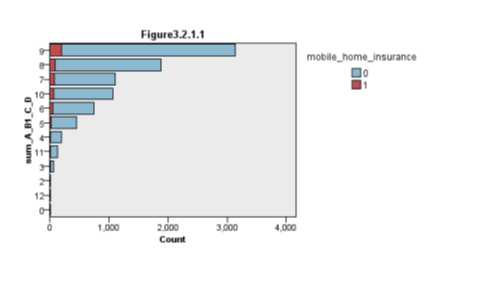 Figure3.2.1.1
mobile_home_insurance
0
1
sum_A_B1_C_D
9
8
7
10
6
5
4
11
3
2
12
0
0 1,000 2,000 3,000 4,000
Count